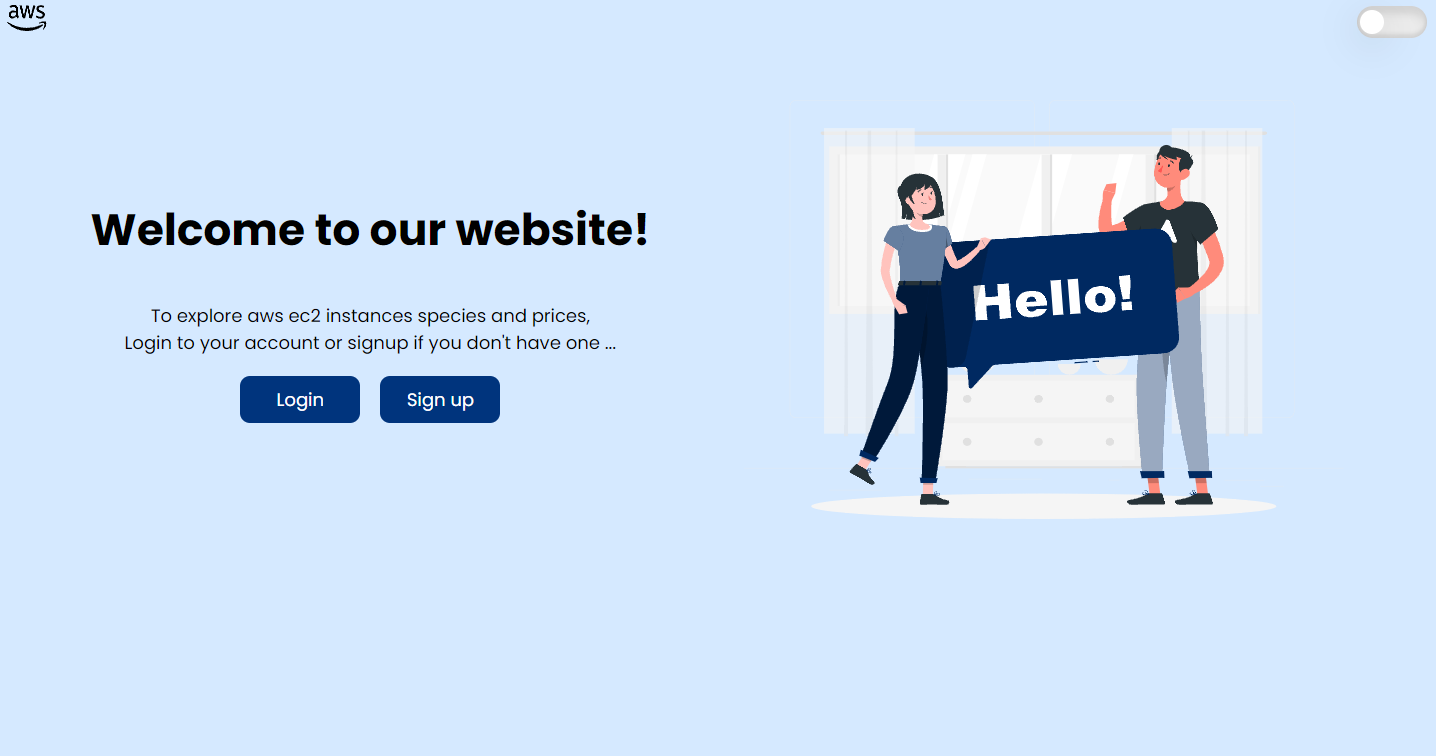 aws
Welcome to our website!
To explore aws ec2 instances species and prices,
Login to your account or signup if you don't have one ...
Login
Sign up
Hello!